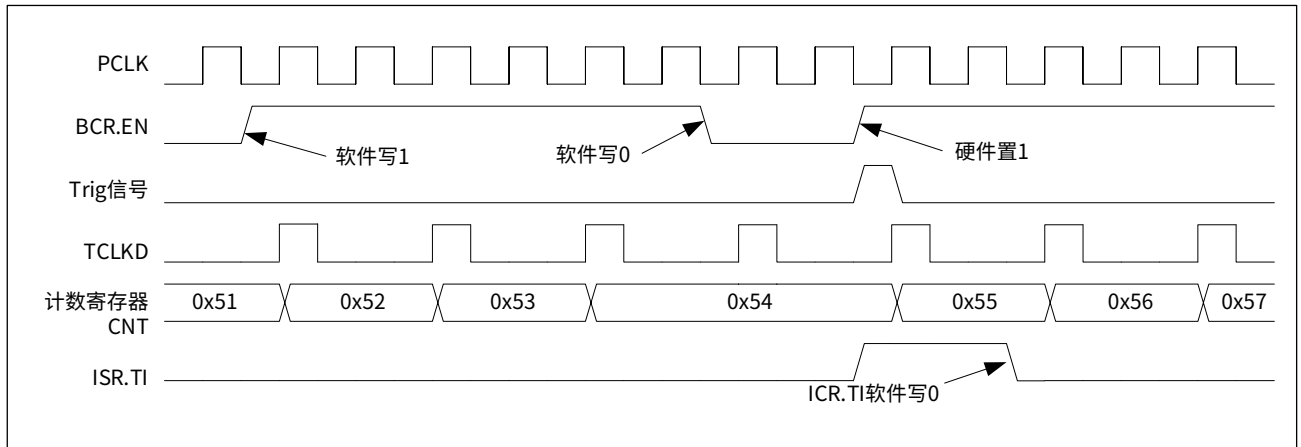 PCLK
BCR.EN
软件写1
软件写0
硬件置1
Trig信号
TCLKD
计数寄存器
CNT
0x51
0x52
0x53
0x54
0x55
0x56
0x57
ISR.TI
ICR.TI软件写0